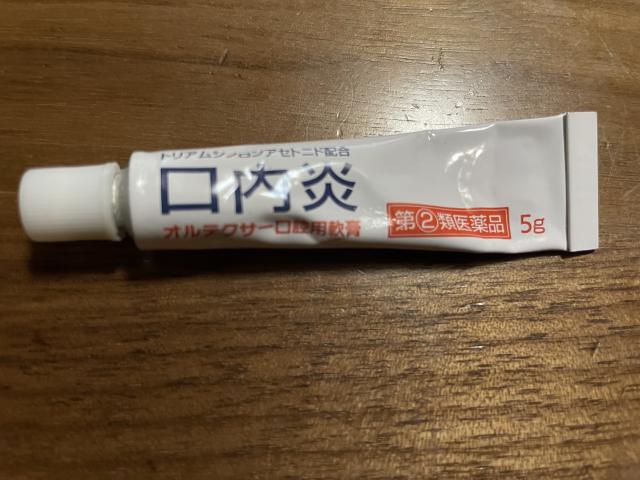 トリアムシノロンアセトニド配合
口内炎
オルテクサー口腔用軟膏
第②類医薬品 5g